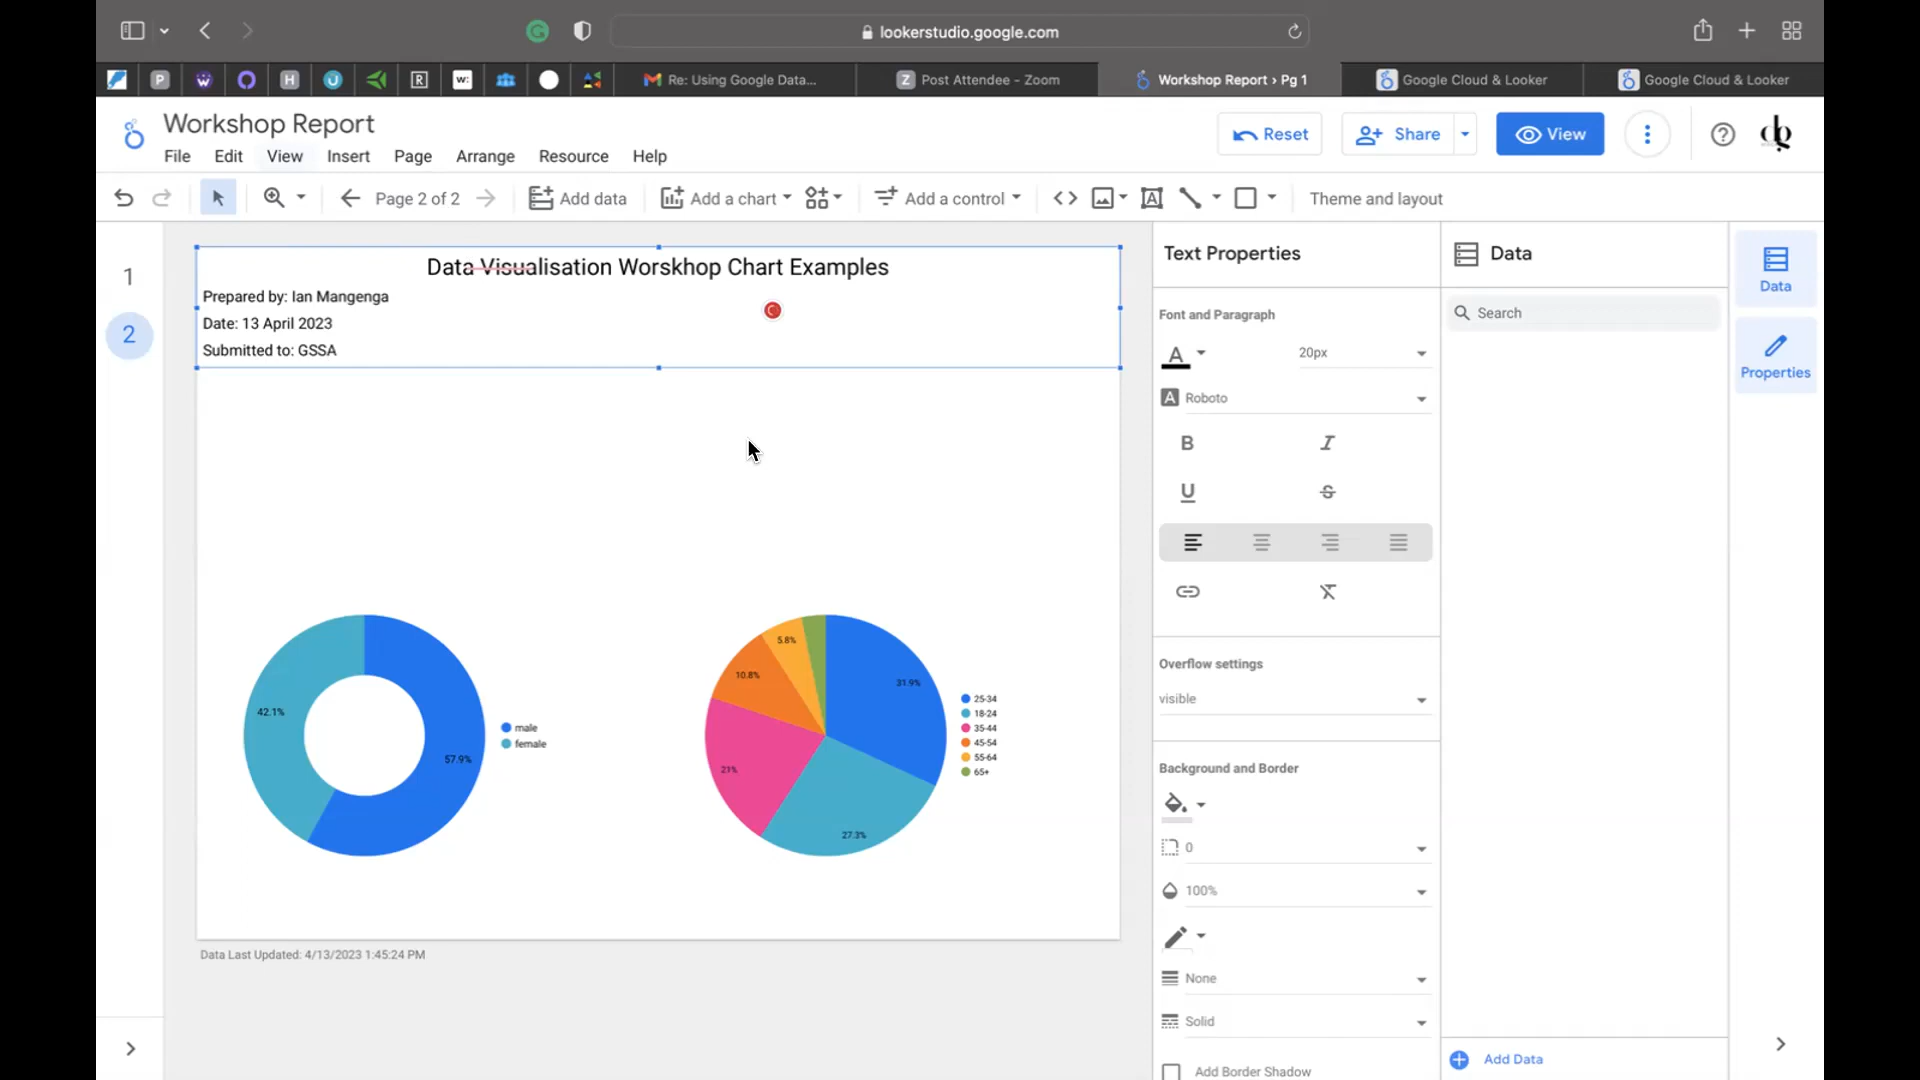 lookerstudio.google.com
P
H
R
w:
Re: Using Google Data...
Z Post Attendee - Zoom
Workshop Report › Pg 1
Google Cloud & Looker
Google Cloud & Looker
Workshop Report
File Edit View Insert Page Arrange Resource Help
Reset
Share
View
Page 2 of 2
Add data
Add a chart
Add a control
Theme and layout
1
2
Data Visualisation Worskhop Chart Examples
Prepared by: Ian Mangenga
Date: 13 April 2023
Submitted to: GSSA
42.1%
57.9%
male
female
5.8%
10.8%
31.9%
21%
27.3%
25-34
18-24
35-44
45-54
55-64
65+
Data Last Updated: 4/13/2023 1:45:24 PM
Text Properties
Font and Paragraph
A
20px
A Roboto
B I
U S
Overflow settings
visible
Background and Border
0
100%
None
Solid
Add Border Shadow
Data
Search
Add Data
Data
Properties